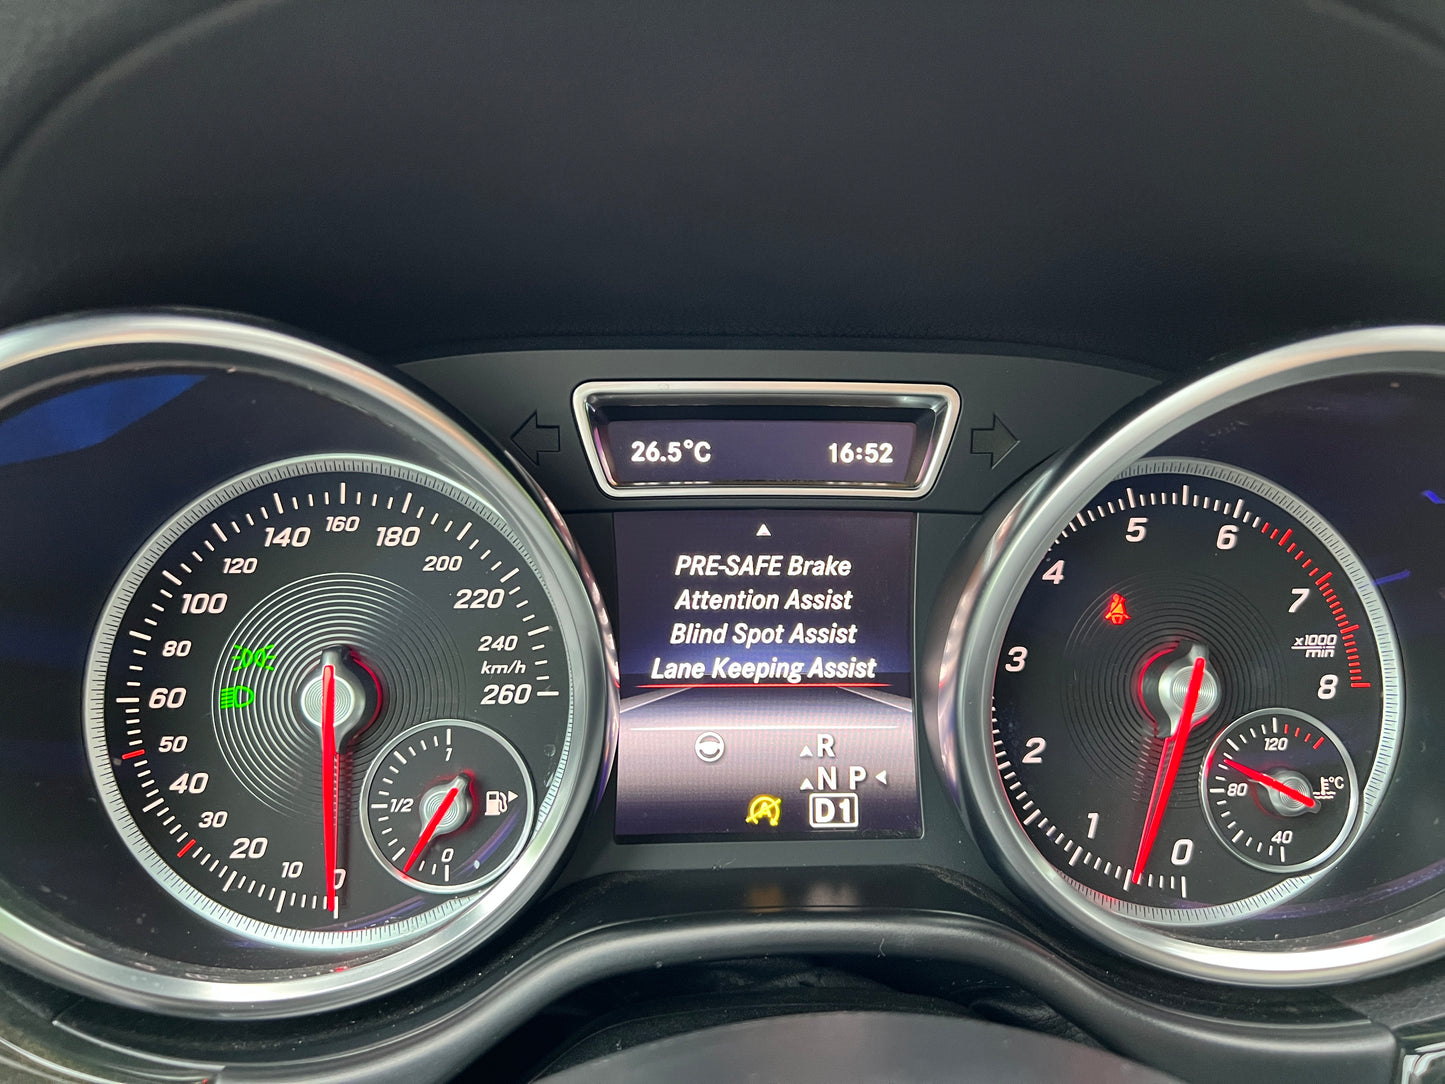 26.5°C 16:52
PRE-SAFE Brake
Attention Assist
Blind Spot Assist
Lane Keeping Assist
R
N P
A D1
0
10
20
30
40
50
60
80
100
120
140
160
180
200
220
240
km/h
260
1
1/2
0
0
1
2
3
4
5
6
7
x1000
min
8
120
°C
80
40